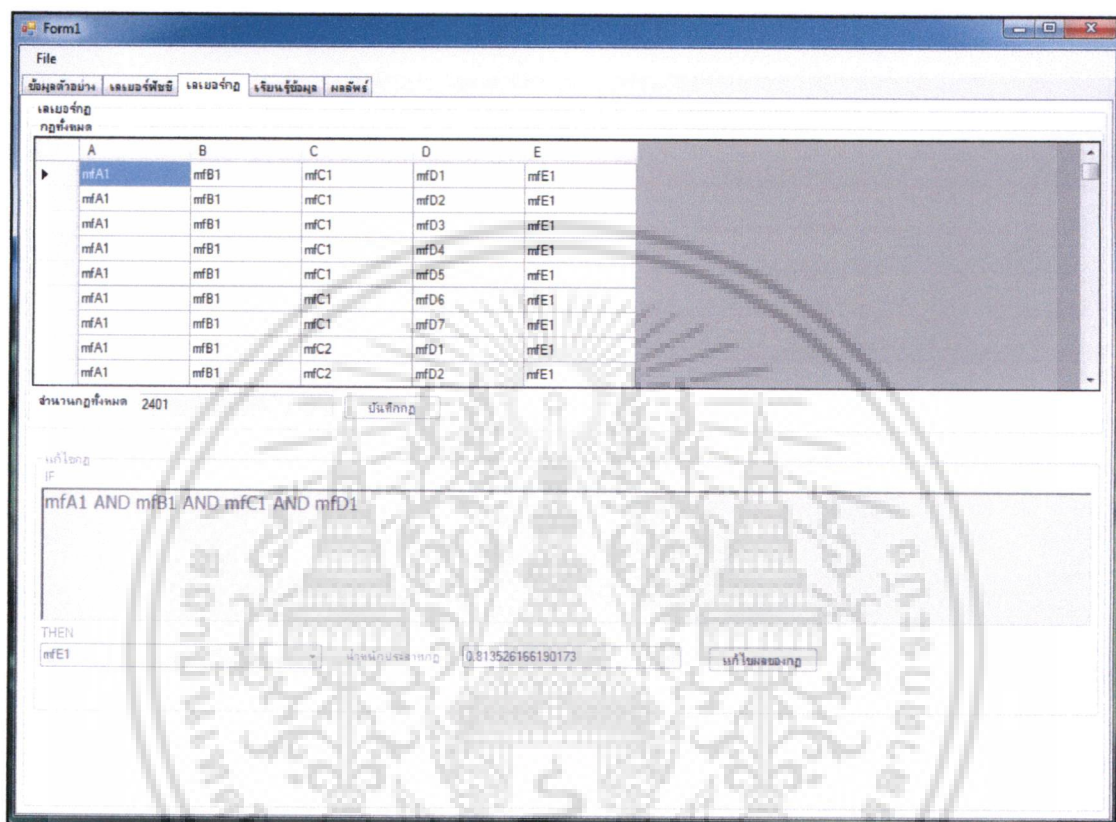 Form1
File
ข้อมูลตัวอย่าง เลเยอร์ฟัซซี เลเยอร์กฎ เรียนรู้ข้อมูล ผลลัพธ์
เลเยอร์กฎ
กฎทั้งหมด
A B C D E
mfA1 mfB1 mfC1 mfD1 mfE1
mfA1 mfB1 mfC1 mfD2 mfE1
mfA1 mfB1 mfC1 mfD3 mfE1
mfA1 mfB1 mfC1 mfD4 mfE1
mfA1 mfB1 mfC1 mfD5 mfE1
mfA1 mfB1 mfC1 mfD6 mfE1
mfA1 mfB1 mfC1 mfD7 mfE1
mfA1 mfB1 mfC2 mfD1 mfE1
mfA1 mfB1 mfC2 mfD2 mfE1
จำนวนกฎทั้งหมด 2401 บันทึกกฎ
แก้ไขกฎ
IF
mfA1 AND mfB1 AND mfC1 AND mfD1
THEN
mfE1 น้ำหนักประจำกฎ 0.813526166190173 แก้ไขผลของกฎ